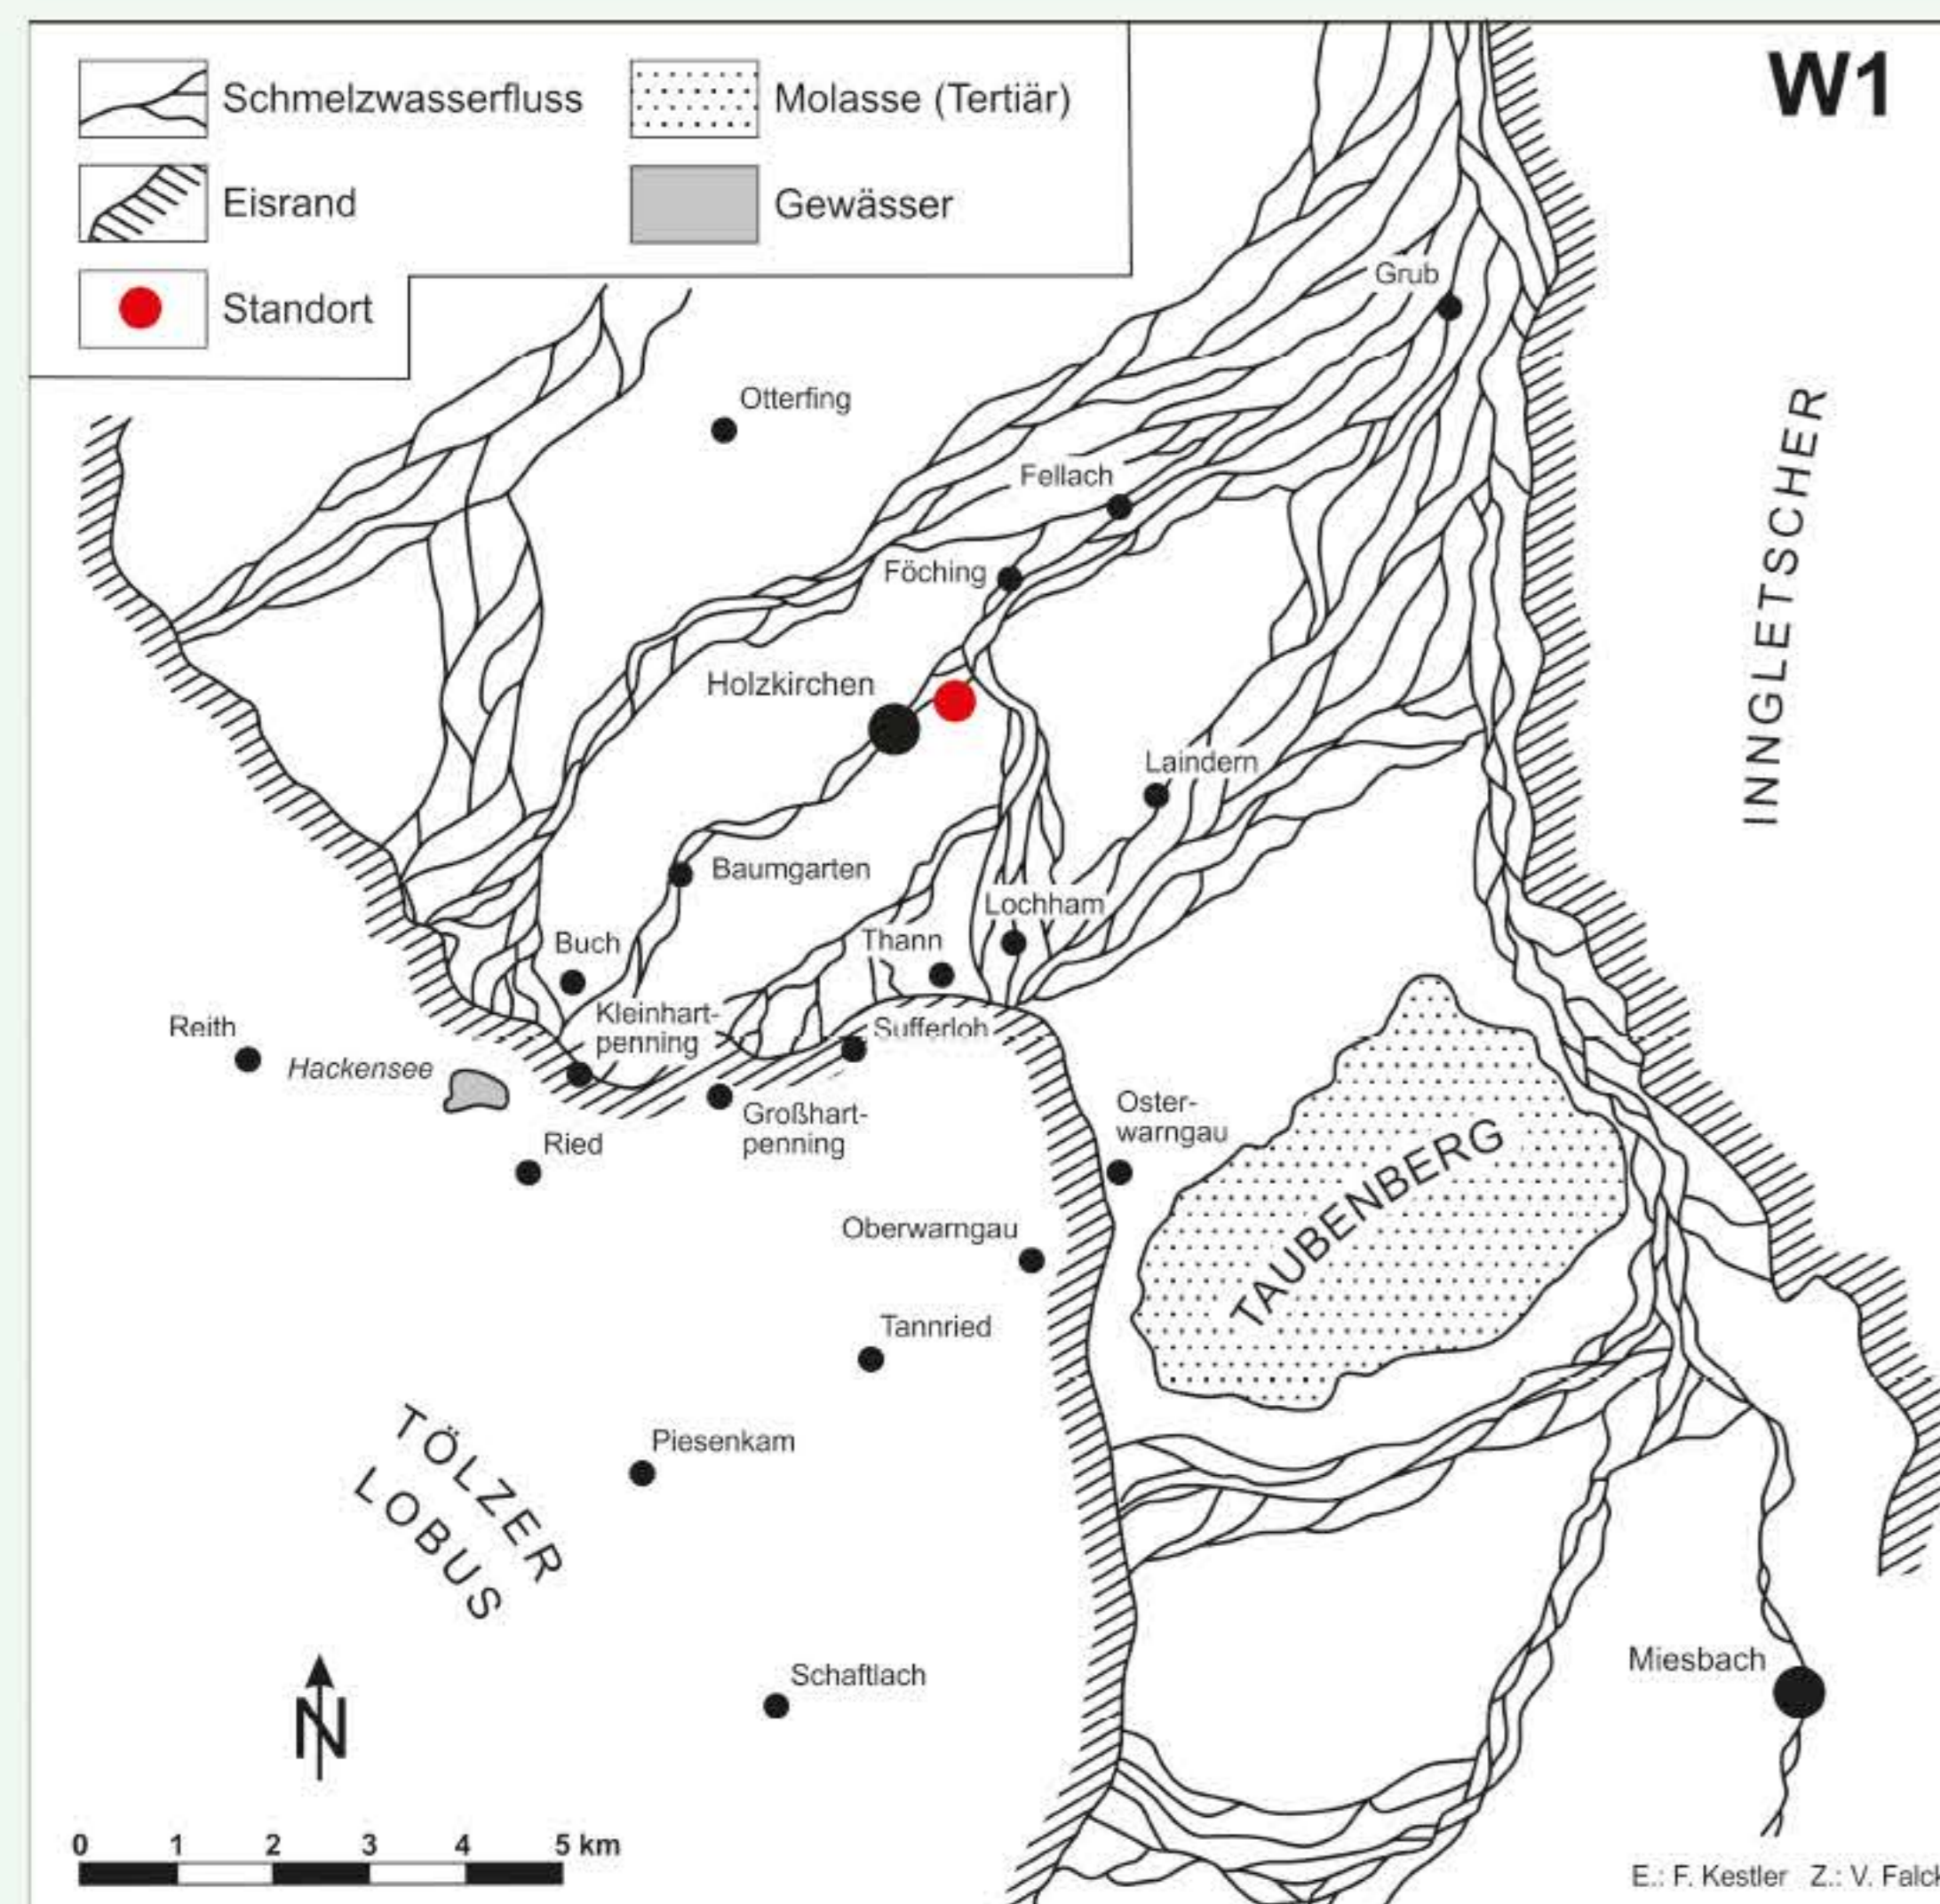 Schmelzwasserfluss
Molasse (Tertiär)
Eisrand
Gewässer
Standort
W1
Grub
Otterfing
Fellach
INNGLETSCHER
Föching
Holzkirchen
Laindern
Baumgarten
Lochham
Buch
Thann
Kleinhart-
penning
Sufferloh
Reith
Hackensee
Großhart-
penning
Oster-
warngau
Ried
TAUBENBERG
Oberwarngau
Tannried
TÖLZER
LOBUS
Piesenkam
Schaftlach
Miesbach
N
0 1 2 3 4 5 km
E.: F. Kestler Z.: V. Falck